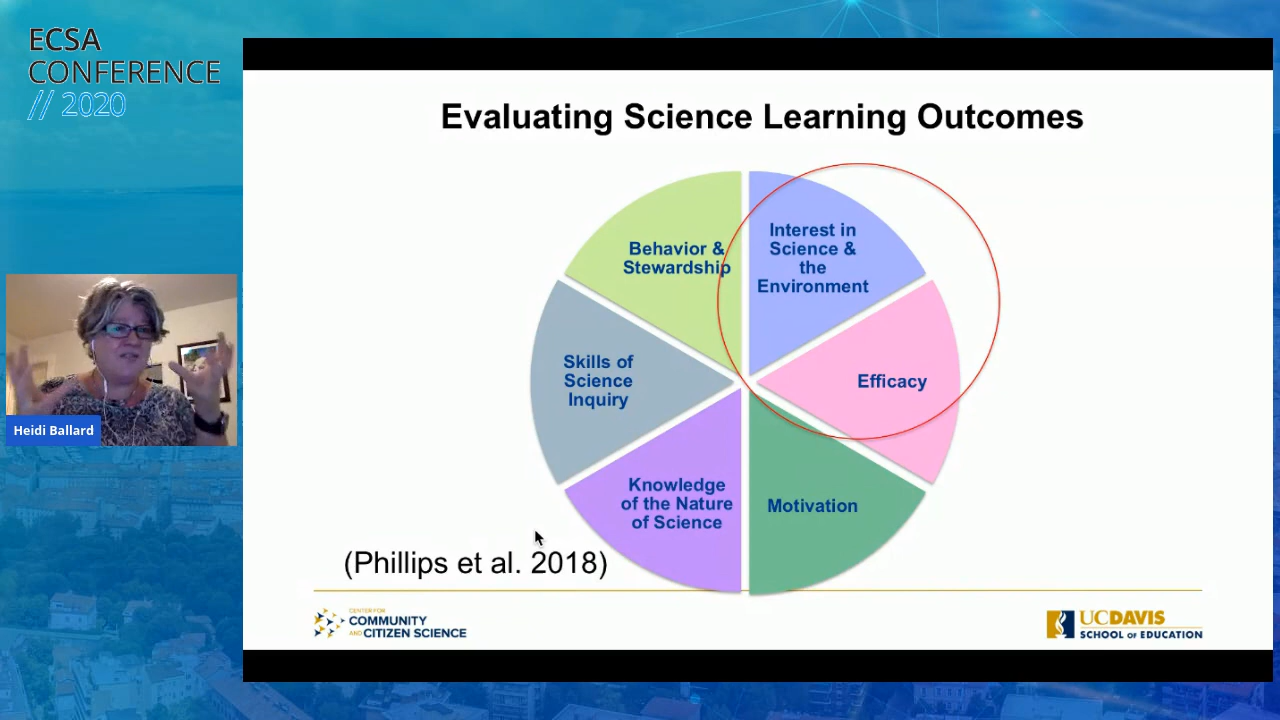 ECSA
CONFERENCE
// 2020
Evaluating Science Learning Outcomes
Behavior &
Stewardship
Interest in
Science &
the
Environment
Skills of
Science
Inquiry
Efficacy
Knowledge
of the Nature
of Science
Motivation
Heidi Ballard
(Phillips et al. 2018)
CENTER FOR
COMMUNITY
AND CITIZEN SCIENCE
UCDAVIS
SCHOOL OF EDUCATION